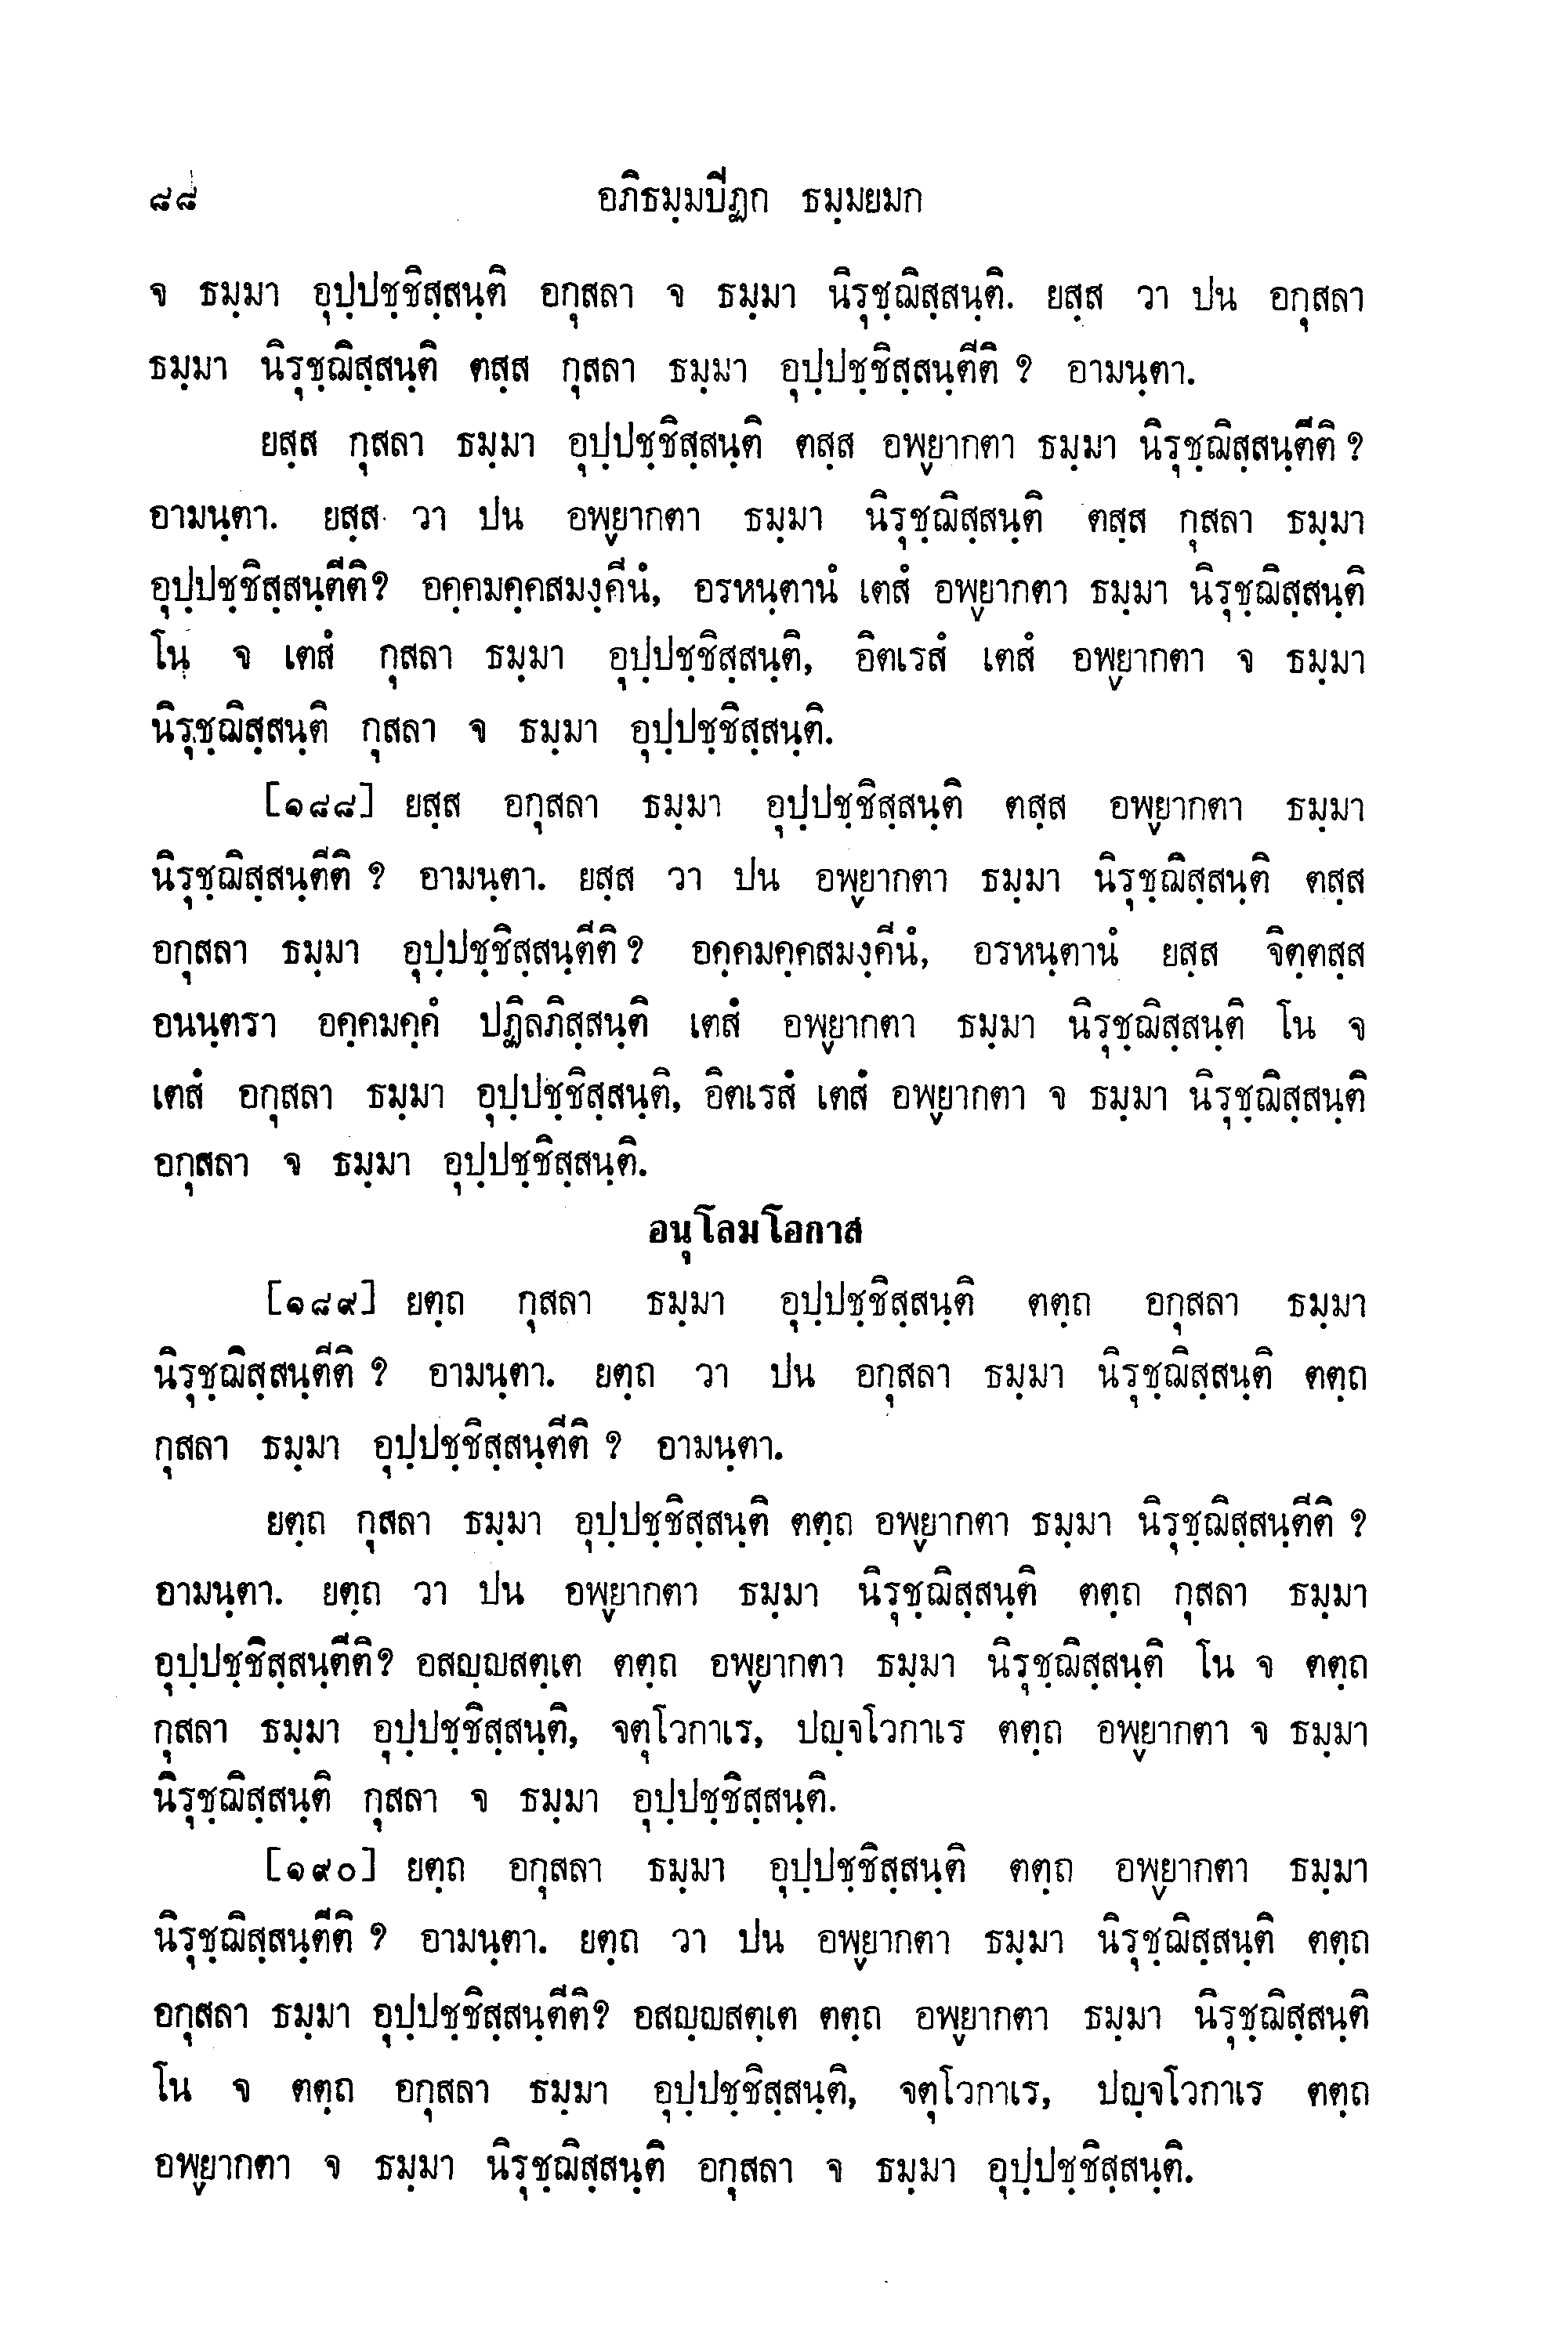 ๘๘ อภิธมฺมปีฏก ธมฺมยมก
จ ธมฺมา อุปฺปชฺชิสฺสนฺติ อกุสลา จ ธมฺมา นิรุชฺฌิสฺสนฺติ. ยสฺส วา ปน อกุสลา
ธมฺมา นิรุชฺฌิสฺสนฺติ ตสฺส กุสลา ธมฺมา อุปฺปชฺชิสฺสนฺตีติ ? อามนฺตา.
ยสฺส กุสลา ธมฺมา อุปฺปชฺชิสฺสนฺติ ตสฺส อพฺยากตา ธมฺมา นิรุชฺฌิสฺสนฺตีติ ?
อามนฺตา. ยสฺส วา ปน อพฺยากตา ธมฺมา นิรุชฺฌิสฺสนฺติ ตสฺส กุสลา ธมฺมา
อุปฺปชฺชิสฺสนฺตีติ? อคฺคมคฺคสมงฺคีนํ, อรหนฺตานํ เตสํ อพฺยากตา ธมฺมา นิรุชฺฌิสฺสนฺติ
โน จ เตสํ กุสลา ธมฺมา อุปฺปชฺชิสฺสนฺติ, อิตเรสํ เตสํ อพฺยากตา จ ธมฺมา
นิรุชฺฌิสฺสนฺติ กุสลา จ ธมฺมา อุปฺปชฺชิสฺสนฺติ.
[๑๘๘] ยสฺส อกุสลา ธมฺมา อุปฺปชฺชิสฺสนฺติ ตสฺส อพฺยากตา ธมฺมา
นิรุชฺฌิสฺสนฺตีติ ? อามนฺตา. ยสฺส วา ปน อพฺยากตา ธมฺมา นิรุชฺฌิสฺสนฺติ ตสฺส
อกุสลา ธมฺมา อุปฺปชฺชิสฺสนฺตีติ ? อคฺคมคฺคสมงฺคีนํ, อรหนฺตานํ ยสฺส จิตฺตสฺส
อนนฺตรา อคฺคมคฺคํ ปฏิลภิสฺสนฺติ เตสํ อพฺยากตา ธมฺมา นิรุชฺฌิสฺสนฺติ โน จ
เตสํ อกุสลา ธมฺมา อุปฺปชฺชิสฺสนฺติ, อิตเรสํ เตสํ อพฺยากตา จ ธมฺมา นิรุชฺฌิสฺสนฺติ
อกุสลา จ ธมฺมา อุปฺปชฺชิสฺสนฺติ.
อนุโลมโอกาส
[๑๘๙] ยตฺถ กุสลา ธมฺมา อุปฺปชฺชิสฺสนฺติ ตตฺถ อกุสลา ธมฺมา
นิรุชฺฌิสฺสนฺตีติ ? อามนฺตา. ยตฺถ วา ปน อกุสลา ธมฺมา นิรุชฺฌิสฺสนฺติ ตตฺถ
กุสลา ธมฺมา อุปฺปชฺชิสฺสนฺตีติ ? อามนฺตา.
ยตฺถ กุสลา ธมฺมา อุปฺปชฺชิสฺสนฺติ ตตฺถ อพฺยากตา ธมฺมา นิรุชฺฌิสฺสนฺตีติ ?
อามนฺตา. ยตฺถ วา ปน อพฺยากตา ธมฺมา นิรุชฺฌิสฺสนฺติ ตตฺถ กุสลา ธมฺมา
อุปฺปชฺชิสฺสนฺตีติ? อสญฺญสตฺเต ตตฺถ อพฺยากตา ธมฺมา นิรุชฺฌิสฺสนฺติ โน จ ตตฺถ
กุสลา ธมฺมา อุปฺปชฺชิสฺสนฺติ, จตุโวกาเร, ปญฺจโวกาเร ตตฺถ อพฺยากตา จ ธมฺมา
นิรุชฺฌิสฺสนฺติ กุสลา จ ธมฺมา อุปฺปชฺชิสฺสนฺติ.
[๑๙๐] ยตฺถ อกุสลา ธมฺมา อุปฺปชฺชิสฺสนฺติ ตตฺถ อพฺยากตา ธมฺมา
นิรุชฺฌิสฺสนฺตีติ ? อามนฺตา. ยตฺถ วา ปน อพฺยากตา ธมฺมา นิรุชฺฌิสฺสนฺติ ตตฺถ
อกุสลา ธมฺมา อุปฺปชฺชิสฺสนฺตีติ? อสญฺญสตฺเต ตตฺถ อพฺยากตา ธมฺมา นิรุชฺฌิสฺสนฺติ
โน จ ตตฺถ อกุสลา ธมฺมา อุปฺปชฺชิสฺสนฺติ, จตุโวกาเร, ปญฺจโวกาเร ตตฺถ
อพฺยากตา จ ธมฺมา นิรุชฺฌิสฺสนฺติ อกุสลา จ ธมฺมา อุปฺปชฺชิสฺสนฺติ.